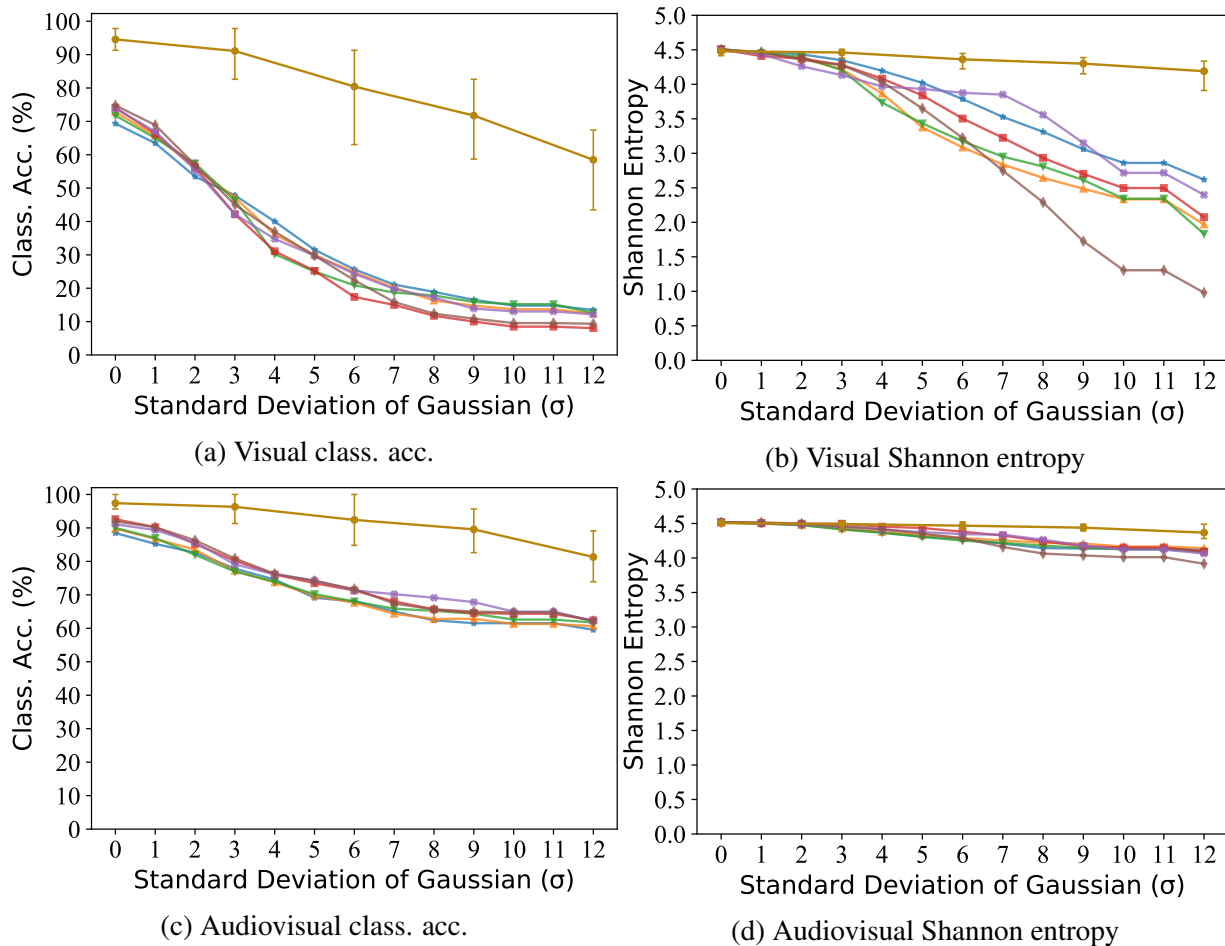 100
90
80
70
60
50
40
30
20
10
0
Class. Acc. (%)
0 1 2 3 4 5 6 7 8 9 10 11 12
Standard Deviation of Gaussian (σ)
(a) Visual class. acc.
5.0
4.5
4.0
3.5
3.0
2.5
2.0
1.5
1.0
0.5
0.0
Shannon Entropy
0 1 2 3 4 5 6 7 8 9 10 11 12
Standard Deviation of Gaussian (σ)
(b) Visual Shannon entropy
100
90
80
70
60
50
40
30
20
10
0
Class. Acc. (%)
0 1 2 3 4 5 6 7 8 9 10 11 12
Standard Deviation of Gaussian (σ)
(c) Audiovisual class. acc.
5.0
4.5
4.0
3.5
3.0
2.5
2.0
1.5
1.0
0.5
0.0
Shannon Entropy
0 1 2 3 4 5 6 7 8 9 10 11 12
Standard Deviation of Gaussian (σ)
(d) Audiovisual Shannon entropy